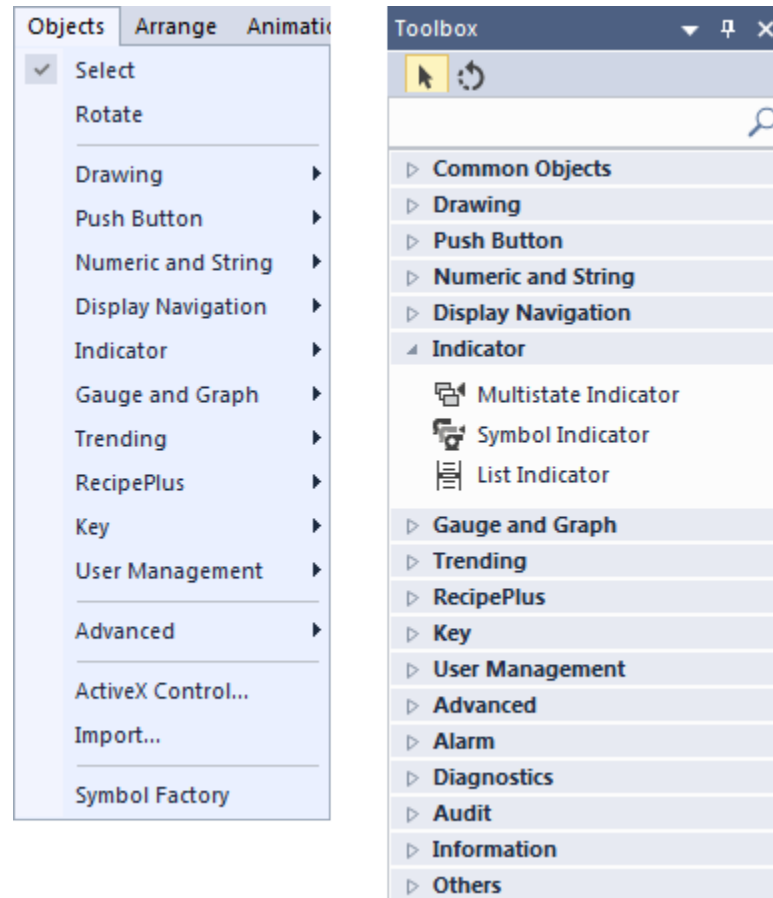 Objects Arrange Animatic
Select
Rotate
Drawing
Push Button
Numeric and String
Display Navigation
Indicator
Gauge and Graph
Trending
RecipePlus
Key
User Management
Advanced
ActiveX Control...
Import...
Symbol Factory
Toolbox
Common Objects
Drawing
Push Button
Numeric and String
Display Navigation
Indicator
Multistate Indicator
Symbol Indicator
List Indicator
Gauge and Graph
Trending
RecipePlus
Key
User Management
Advanced
Alarm
Diagnostics
Audit
Information
Others